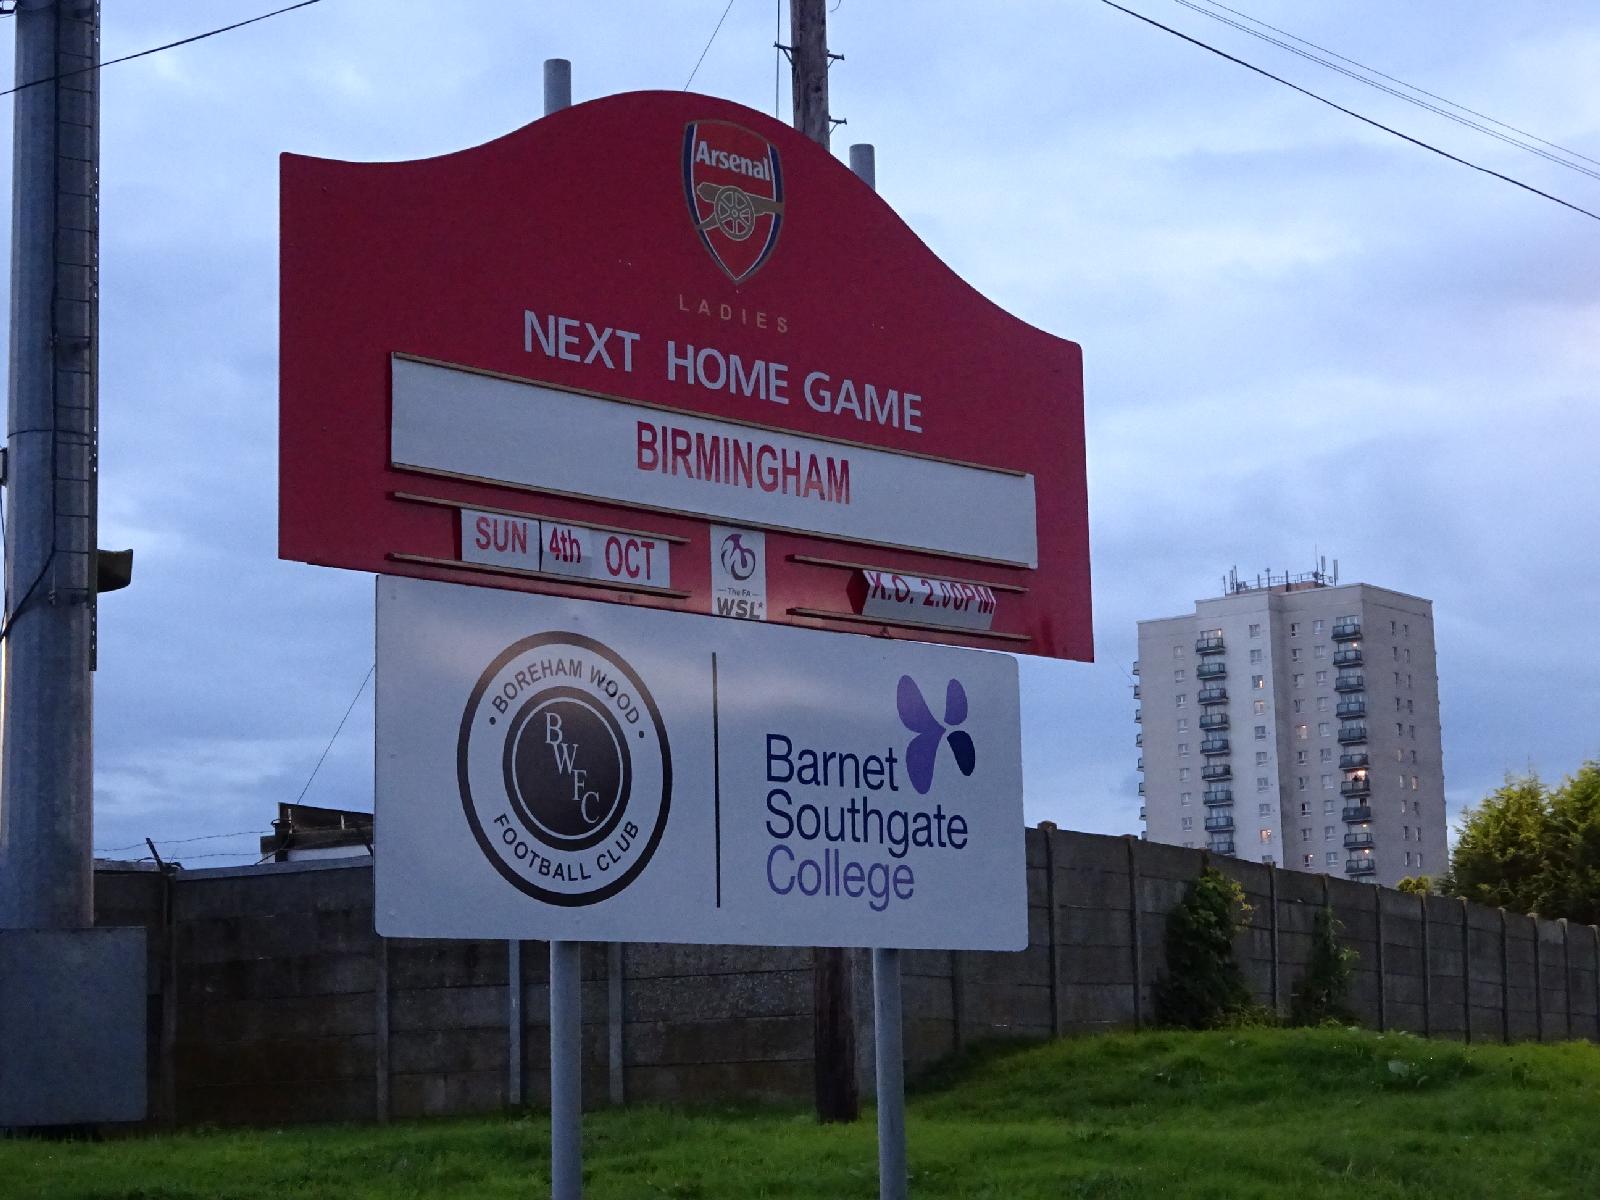 Arsenal
LADIES
NEXT HOME GAME
BIRMINGHAM
SUN 4th OCT
K.O. 2.00PM
The FA
WSL
BOREHAM WOOD
BWFC
FOOTBALL CLUB
Barnet
Southgate
College